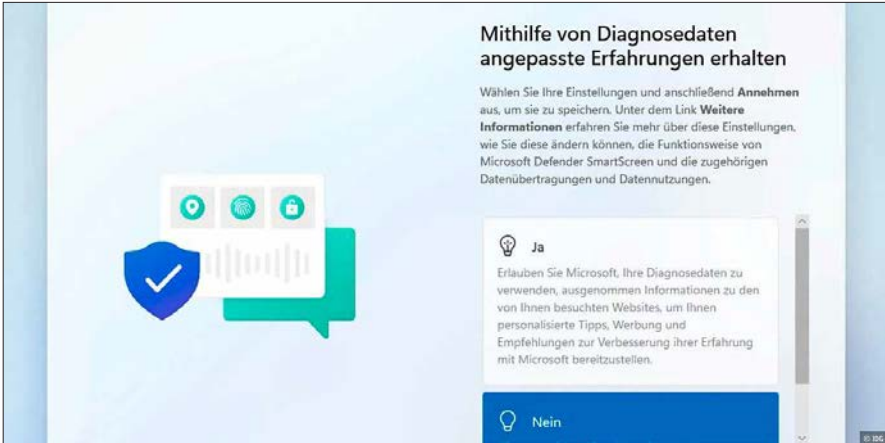 Mithilfe von Diagnosedaten
angepasste Erfahrungen erhalten
Wählen Sie Ihre Einstellungen und anschließend Annehmen
aus, um sie zu speichern. Unter dem Link Weitere
Informationen erfahren Sie mehr über diese Einstellungen,
wie Sie diese ändern können, die Funktionsweise von
Microsoft Defender SmartScreen und die zugehörigen
Datenübertragungen und Datennutzungen.
Ja
Erlauben Sie Microsoft, Ihre Diagnosedaten zu
verwenden, ausgenommen Informationen zu den
von Ihnen besuchten Websites, um Ihnen
personalisierte Tipps, Werbung und
Empfehlungen zur Verbesserung ihrer Erfahrung
mit Microsoft bereitzustellen.
Nein
© IDG